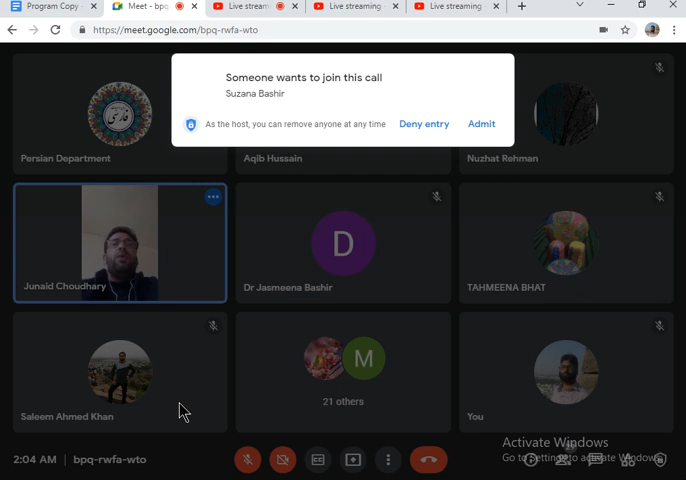 Program Copy -
Meet - bpq
Live stream
Live streaming -
Live streaming -
https://meet.google.com/bpq-rwfa-wto
Someone wants to join this call
Suzana Bashir
As the host, you can remove anyone at any time
Deny entry
Admit
Persian Department
Aqib Hussain
Nuzhat Rehman
Junaid Choudhary
D
Dr Jasmeena Bashir
TAHMEENA BHAT
Saleem Ahmed Khan
M
21 others
You
Activate Windows
Go to Settings to activate Windows.
2:04 AM | bpq-rwfa-wto